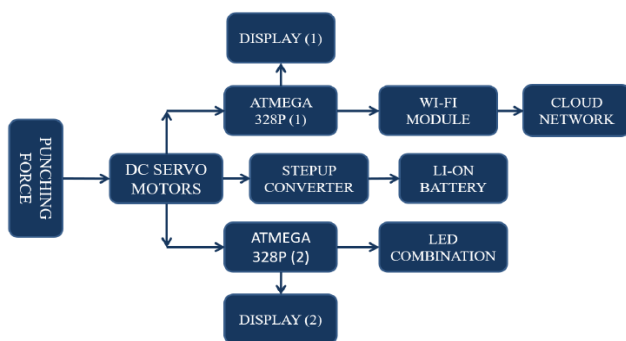 DISPLAY (1)
ATMEGA
328P (1)
WI-FI
MODULE
CLOUD
NETWORK
PUNCHING
FORCE
DC SERVO
MOTORS
STEPUP
CONVERTER
LI-ON
BATTERY
ATMEGA
328P (2)
LED
COMBINATION
DISPLAY (2)